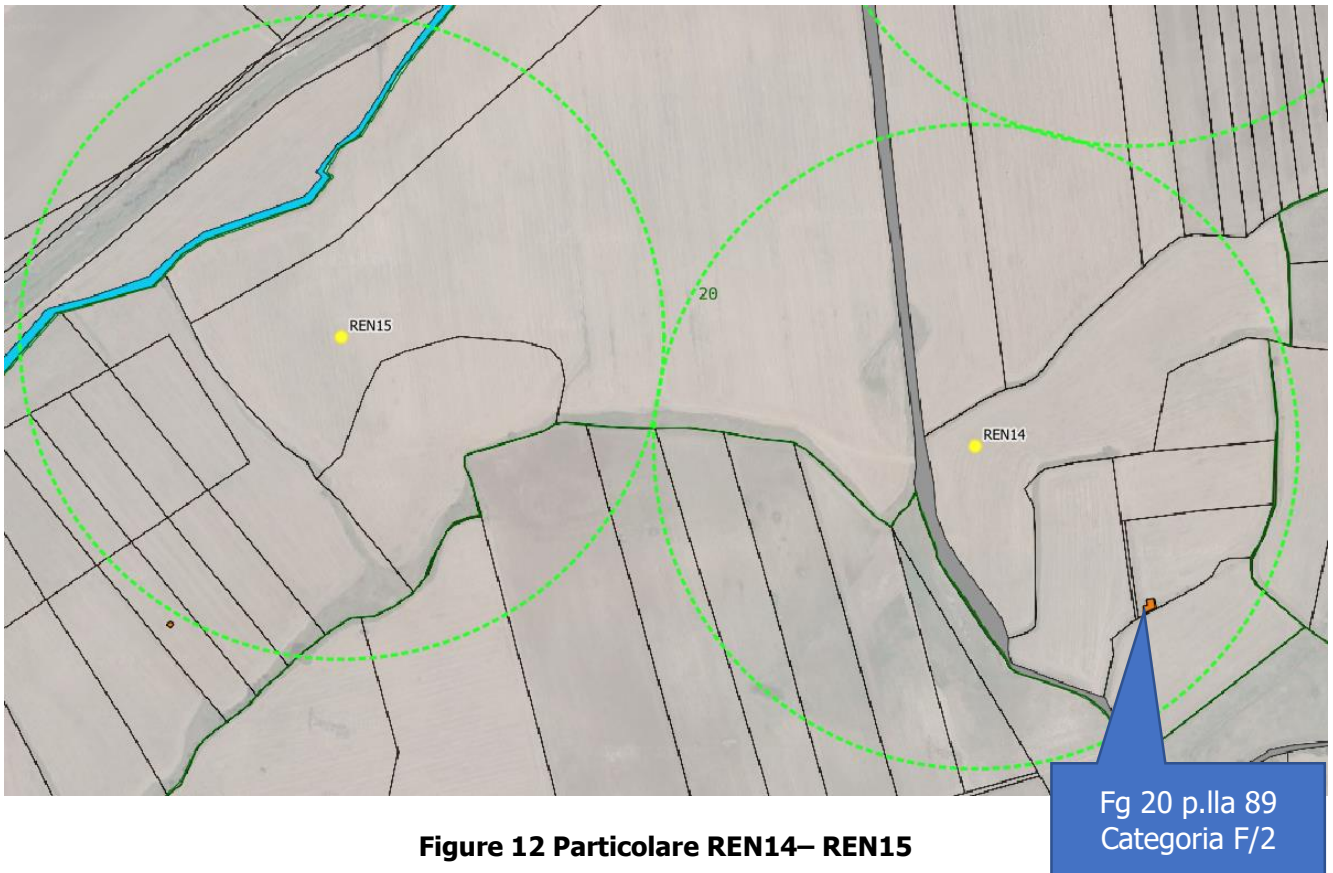 20
REN15
REN14
Fg 20 p.lla 89
Categoria F/2
Figure 12 Particolare REN14– REN15